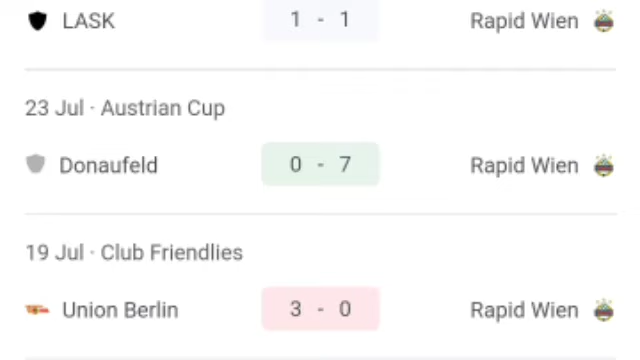 LASK 1 - 1 Rapid Wien
23 Jul · Austrian Cup
Donaufeld 0 - 7 Rapid Wien
19 Jul · Club Friendlies
Union Berlin 3 - 0 Rapid Wien